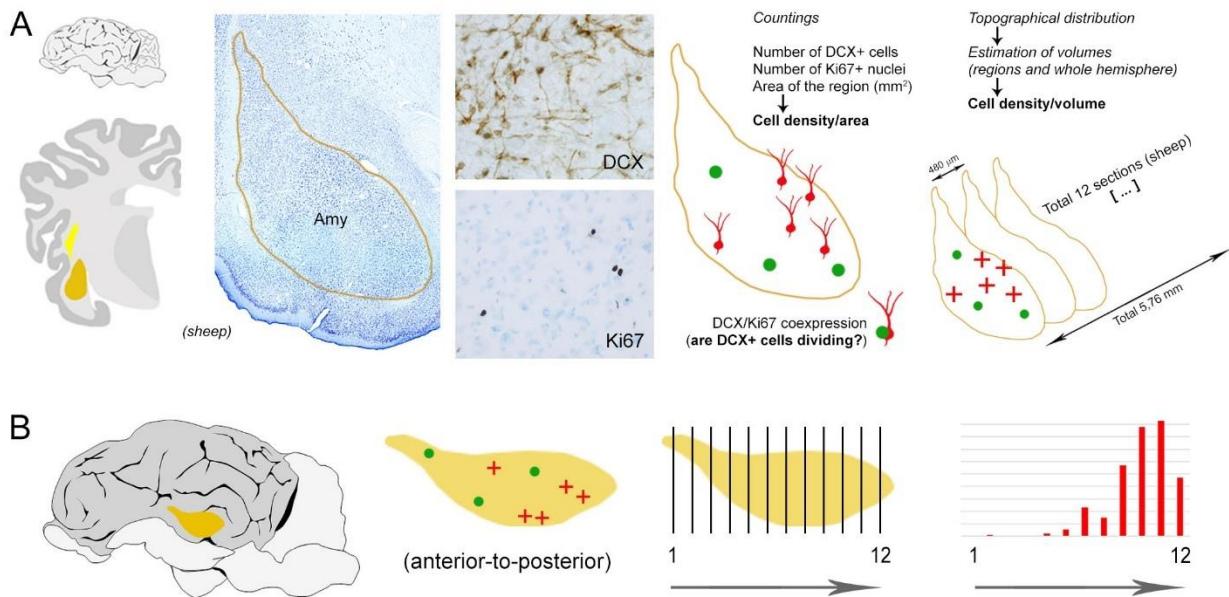 A
Amy
(sheep)
DCX
Ki67
Countings
Number of DCX+ cells
Number of Ki67+ nuclei
Area of the region (mm²)
Cell density/area
DCX/Ki67 coexpression
(are DCX+ cells dividing?)
Topographical distribution
Estimation of volumes
(regions and whole hemisphere)
Cell density/volume
480 µm
Total 12 sections (sheep)
[ ... ]
Total 5,76 mm
B
(anterior-to-posterior)
1 12
1 12